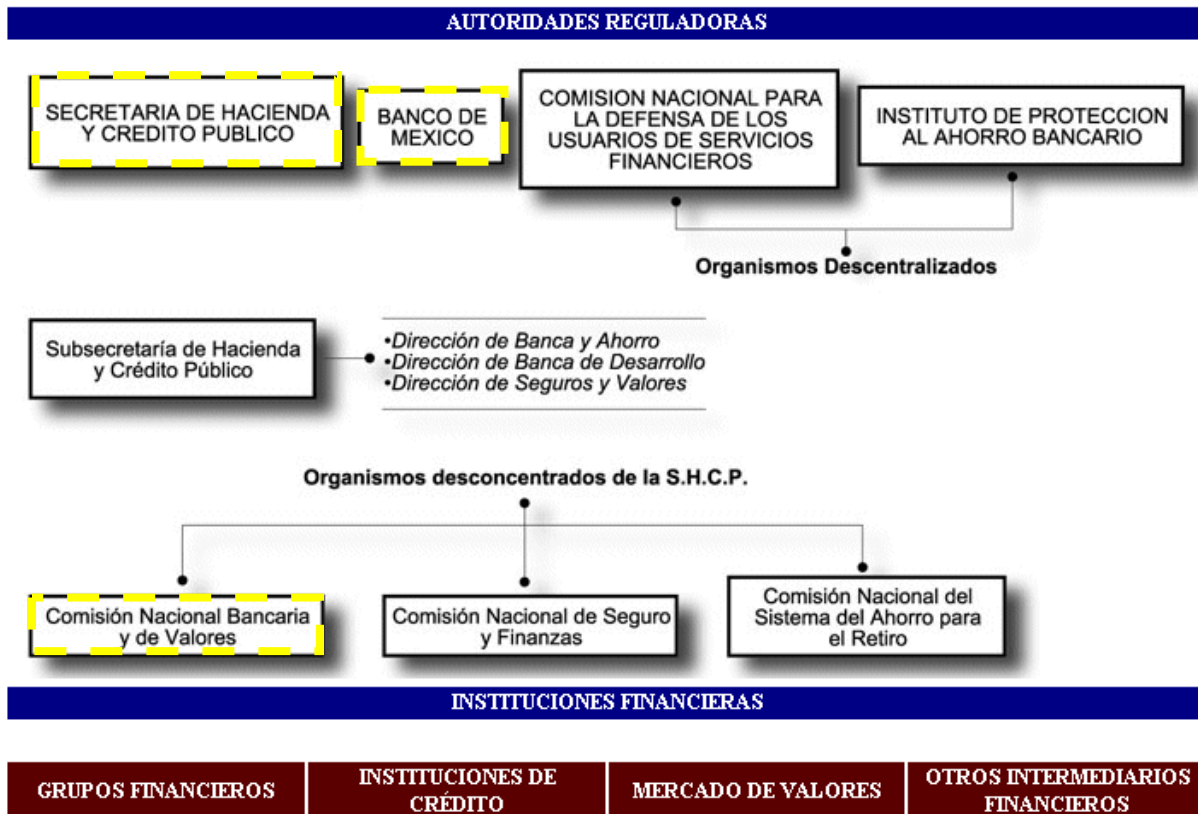 AUTORIDADES REGULADORAS
SECRETARIA DE HACIENDA
Y CREDITO PUBLICO
BANCO DE
MEXICO
COMISION NACIONAL PARA
LA DEFENSA DE LOS
USUARIOS DE SERVICIOS
FINANCIEROS
INSTITUTO DE PROTECCION
AL AHORRO BANCARIO
Organismos Descentralizados
Subsecretaría de Hacienda
y Crédito Público
•Dirección de Banca y Ahorro
•Dirección de Banca de Desarrollo
•Dirección de Seguros y Valores
Organismos desconcentrados de la S.H.C.P.
Comisión Nacional Bancaria
y de Valores
Comisión Nacional de Seguro
y Finanzas
Comisión Nacional del
Sistema del Ahorro para
el Retiro
INSTITUCIONES FINANCIERAS
GRUPOS FINANCIEROS
INSTITUCIONES DE
CRÉDITO
MERCADO DE VALORES
OTROS INTERMEDIARIOS
FINANCIEROS